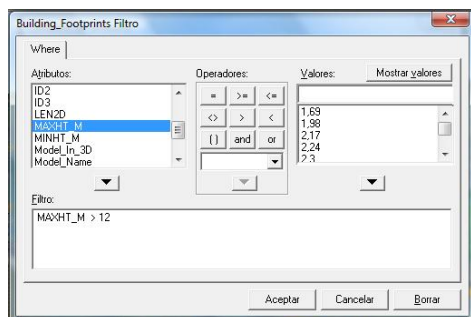 Building_Footprints Filtro
Where
Atributos:
Operadores:
Valores:
Mostrar valores
ID2
ID3
LEN2D
MAXHT_M
MINHT_M
Model_In_3D
Model_Name
= >= <=
<> > <
() and or
1,69
1,98
2,17
2,24
2,3
Filtro:
MAXHT_M > 12
Aceptar
Cancelar
Borrar